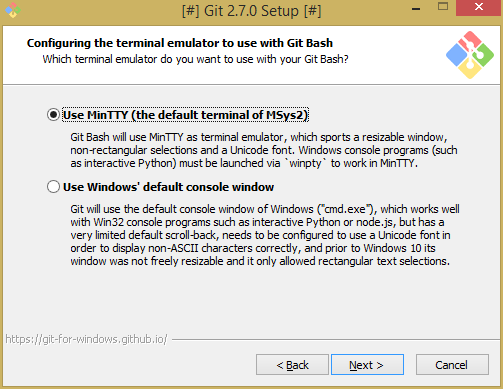 [#] Git 2.7.0 Setup [#]
Configuring the terminal emulator to use with Git Bash
Which terminal emulator do you want to use with your Git Bash?
Use MinTTY (the default terminal of MSys2)
Git Bash will use MinTTY as terminal emulator, which sports a resizable window,
non-rectangular selections and a Unicode font. Windows console programs (such
as interactive Python) must be launched via `winpty` to work in MinTTY.
Use Windows' default console window
Git will use the default console window of Windows ("cmd.exe"), which works well
with Win32 console programs such as interactive Python or node.js, but has a
very limited default scroll-back, needs to be configured to use a Unicode font in
order to display non-ASCII characters correctly, and prior to Windows 10 its
window was not freely resizable and it only allowed rectangular text selections.
https://git-for-windows.github.io/
< Back
Next >
Cancel